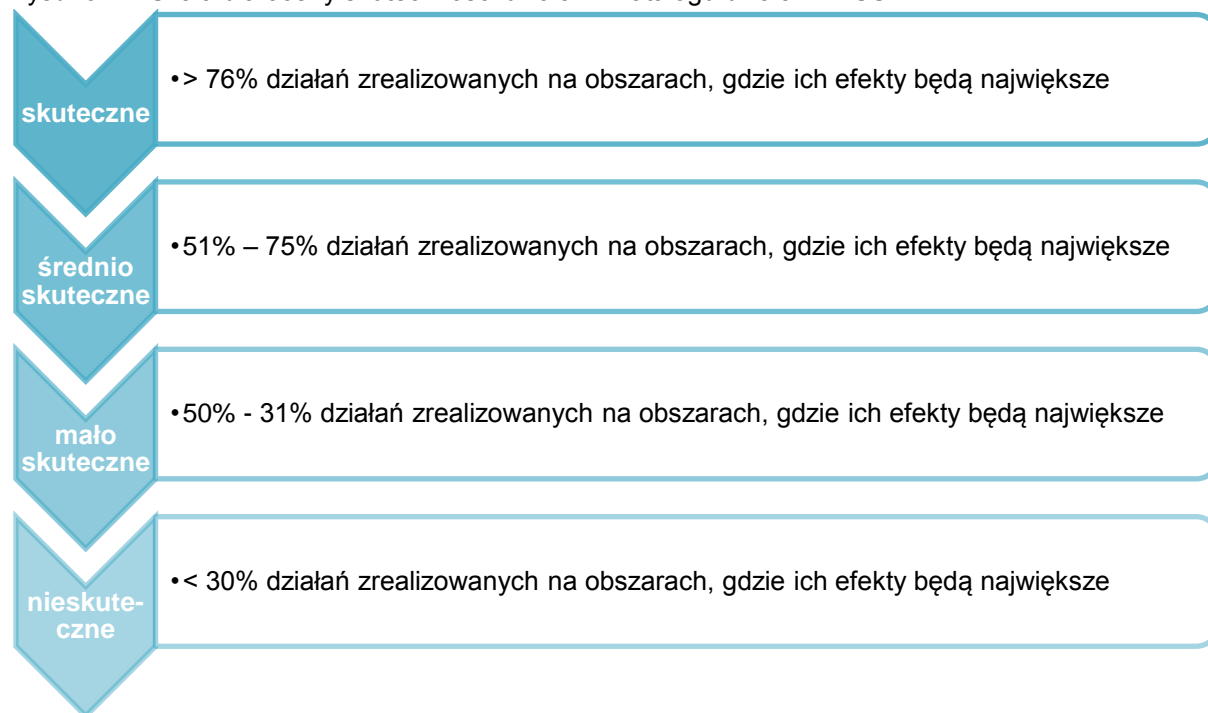 skuteczne
•> 76% działań zrealizowanych na obszarach, gdzie ich efekty będą największe
średnio
skuteczne
•51% – 75% działań zrealizowanych na obszarach, gdzie ich efekty będą największe
mało
skuteczne
•50% - 31% działań zrealizowanych na obszarach, gdzie ich efekty będą największe
nieskute-
czne
•< 30% działań zrealizowanych na obszarach, gdzie ich efekty będą największe